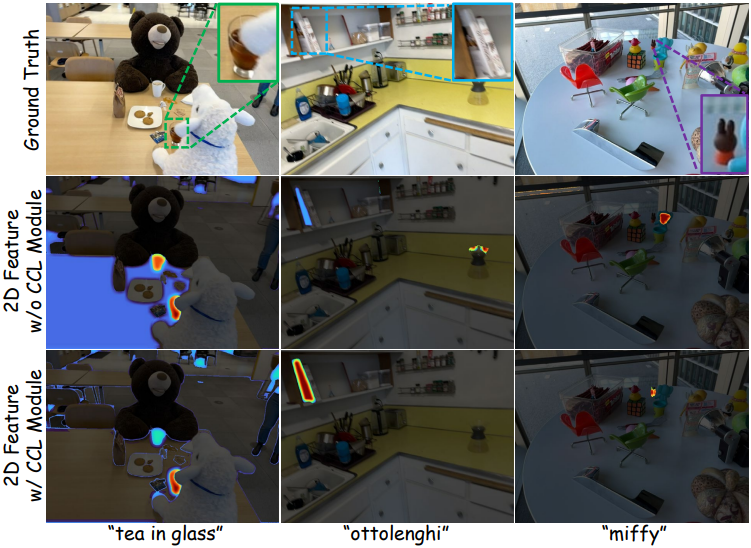 Ground Truth
2D Feature
w/o CCL Module
2D Feature
w/ CCL Module
“tea in glass”
“ottolenghi”
“miffy”